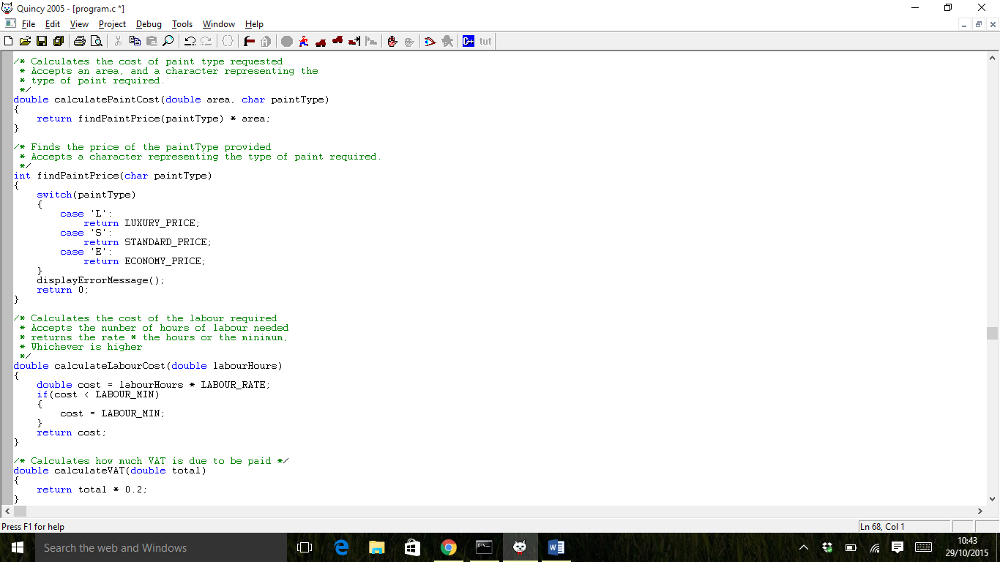 Quincy 2005 - [program.c *]
File Edit View Project Debug Tools Window Help
C++ tut
/* Calculates the cost of paint type requested
 * Accepts an area, and a character representing the
 * type of paint required.
 */
double calculatePaintCost(double area, char paintType)
{
    return findPaintPrice(paintType) * area;
}
/* Finds the price of the paintType provided
 * Accepts a character representing the type of paint required.
 */
int findPaintPrice(char paintType)
{
    switch(paintType)
    {
        case 'L':
            return LUXURY_PRICE;
        case 'S':
            return STANDARD_PRICE;
        case 'E':
            return ECONOMY_PRICE;
    }
    displayErrorMessage();
    return 0;
}
/* Calculates the cost of the labour required
 * Accepts the number of hours of labour needed
 * returns the rate * the hours or the minimum,
 * Whichever is higher
 */
double calculateLabourCost(double labourHours)
{
    double cost = labourHours * LABOUR_RATE;
    if(cost < LABOUR_MIN)
    {
        cost = LABOUR_MIN;
    }
    return cost;
}
/* Calculates how much VAT is due to be paid */
double calculateVAT(double total)
{
    return total * 0.2;
}
Press F1 for help
Ln 68, Col 1
Search the web and Windows
10:43
29/10/2015